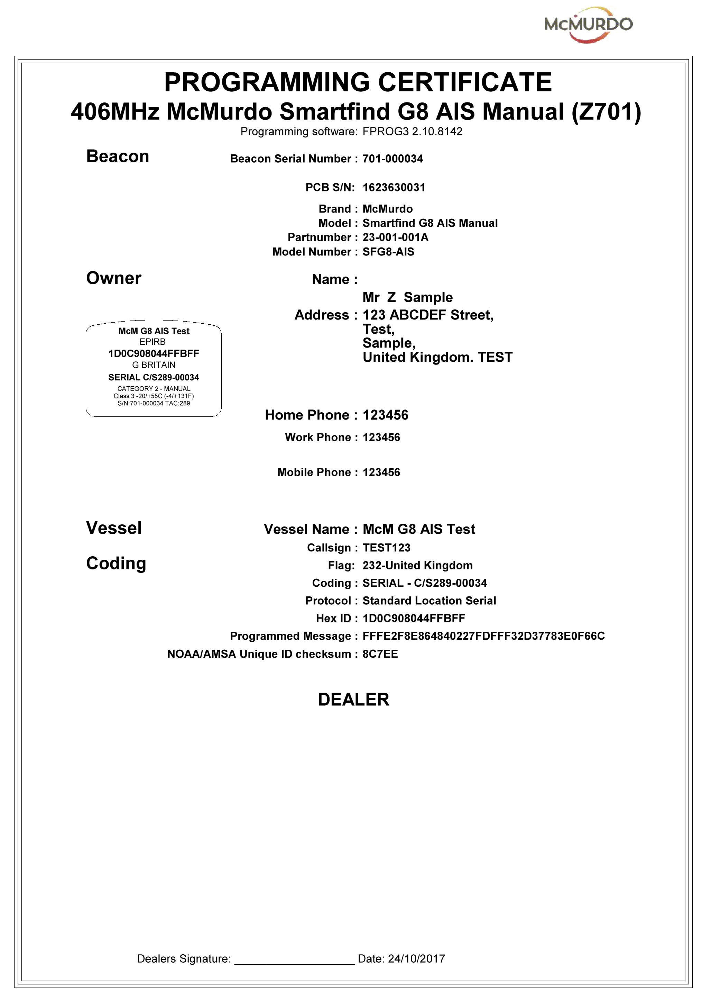 McMURDO
PROGRAMMING CERTIFICATE
406MHz McMurdo Smartfind G8 AIS Manual (Z701)
Programming software: FPROG3 2.10.8142
Beacon
Beacon Serial Number : 701-000034
PCB S/N: 1623630031
Brand : McMurdo
Model : Smartfind G8 AIS Manual
Partnumber : 23-001-001A
Model Number : SFG8-AIS
Owner
Name :
Mr Z Sample
Address : 123 ABCDEF Street,
Test,
Sample,
United Kingdom. TEST
McM G8 AIS Test
EPIRB
1D0C908044FFBFF
G BRITAIN
SERIAL C/S289-00034
CATEGORY 2 - MANUAL
Class 3 -20/+55C (-4/+131F)
S/N:701-000034 TAC:289
Home Phone : 123456
Work Phone : 123456
Mobile Phone : 123456
Vessel
Vessel Name : McM G8 AIS Test
Callsign : TEST123
Coding
Flag: 232-United Kingdom
Coding : SERIAL - C/S289-00034
Protocol : Standard Location Serial
Hex ID : 1D0C908044FFBFF
Programmed Message : FFFE2F8E864840227FDFFF32D37783E0F66C
NOAA/AMSA Unique ID checksum : 8C7EE
DEALER
Dealers Signature: ____________________ Date: 24/10/2017